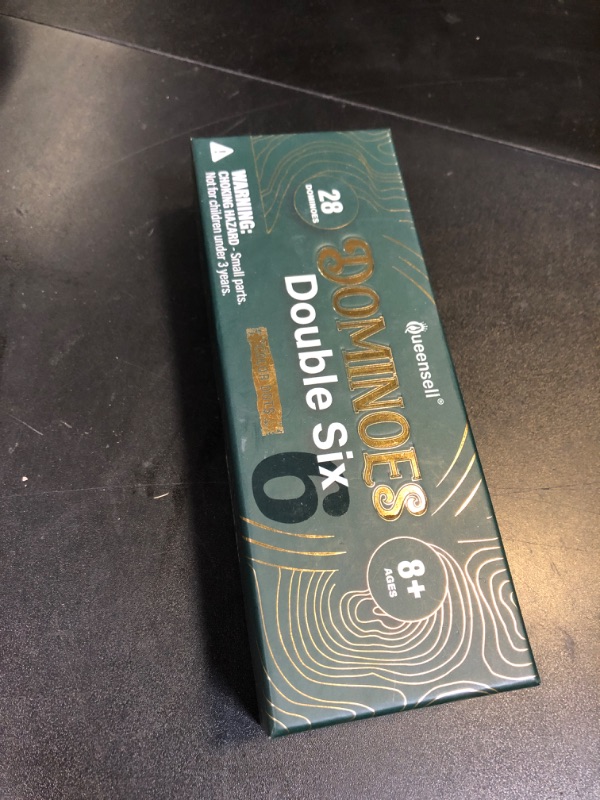 Queensell®
DOMINOES
Double Six
6
28
DOMINOES
8+
AGES
WARNING:
CHOKING HAZARD - Small parts.
Not for children under 3 years.